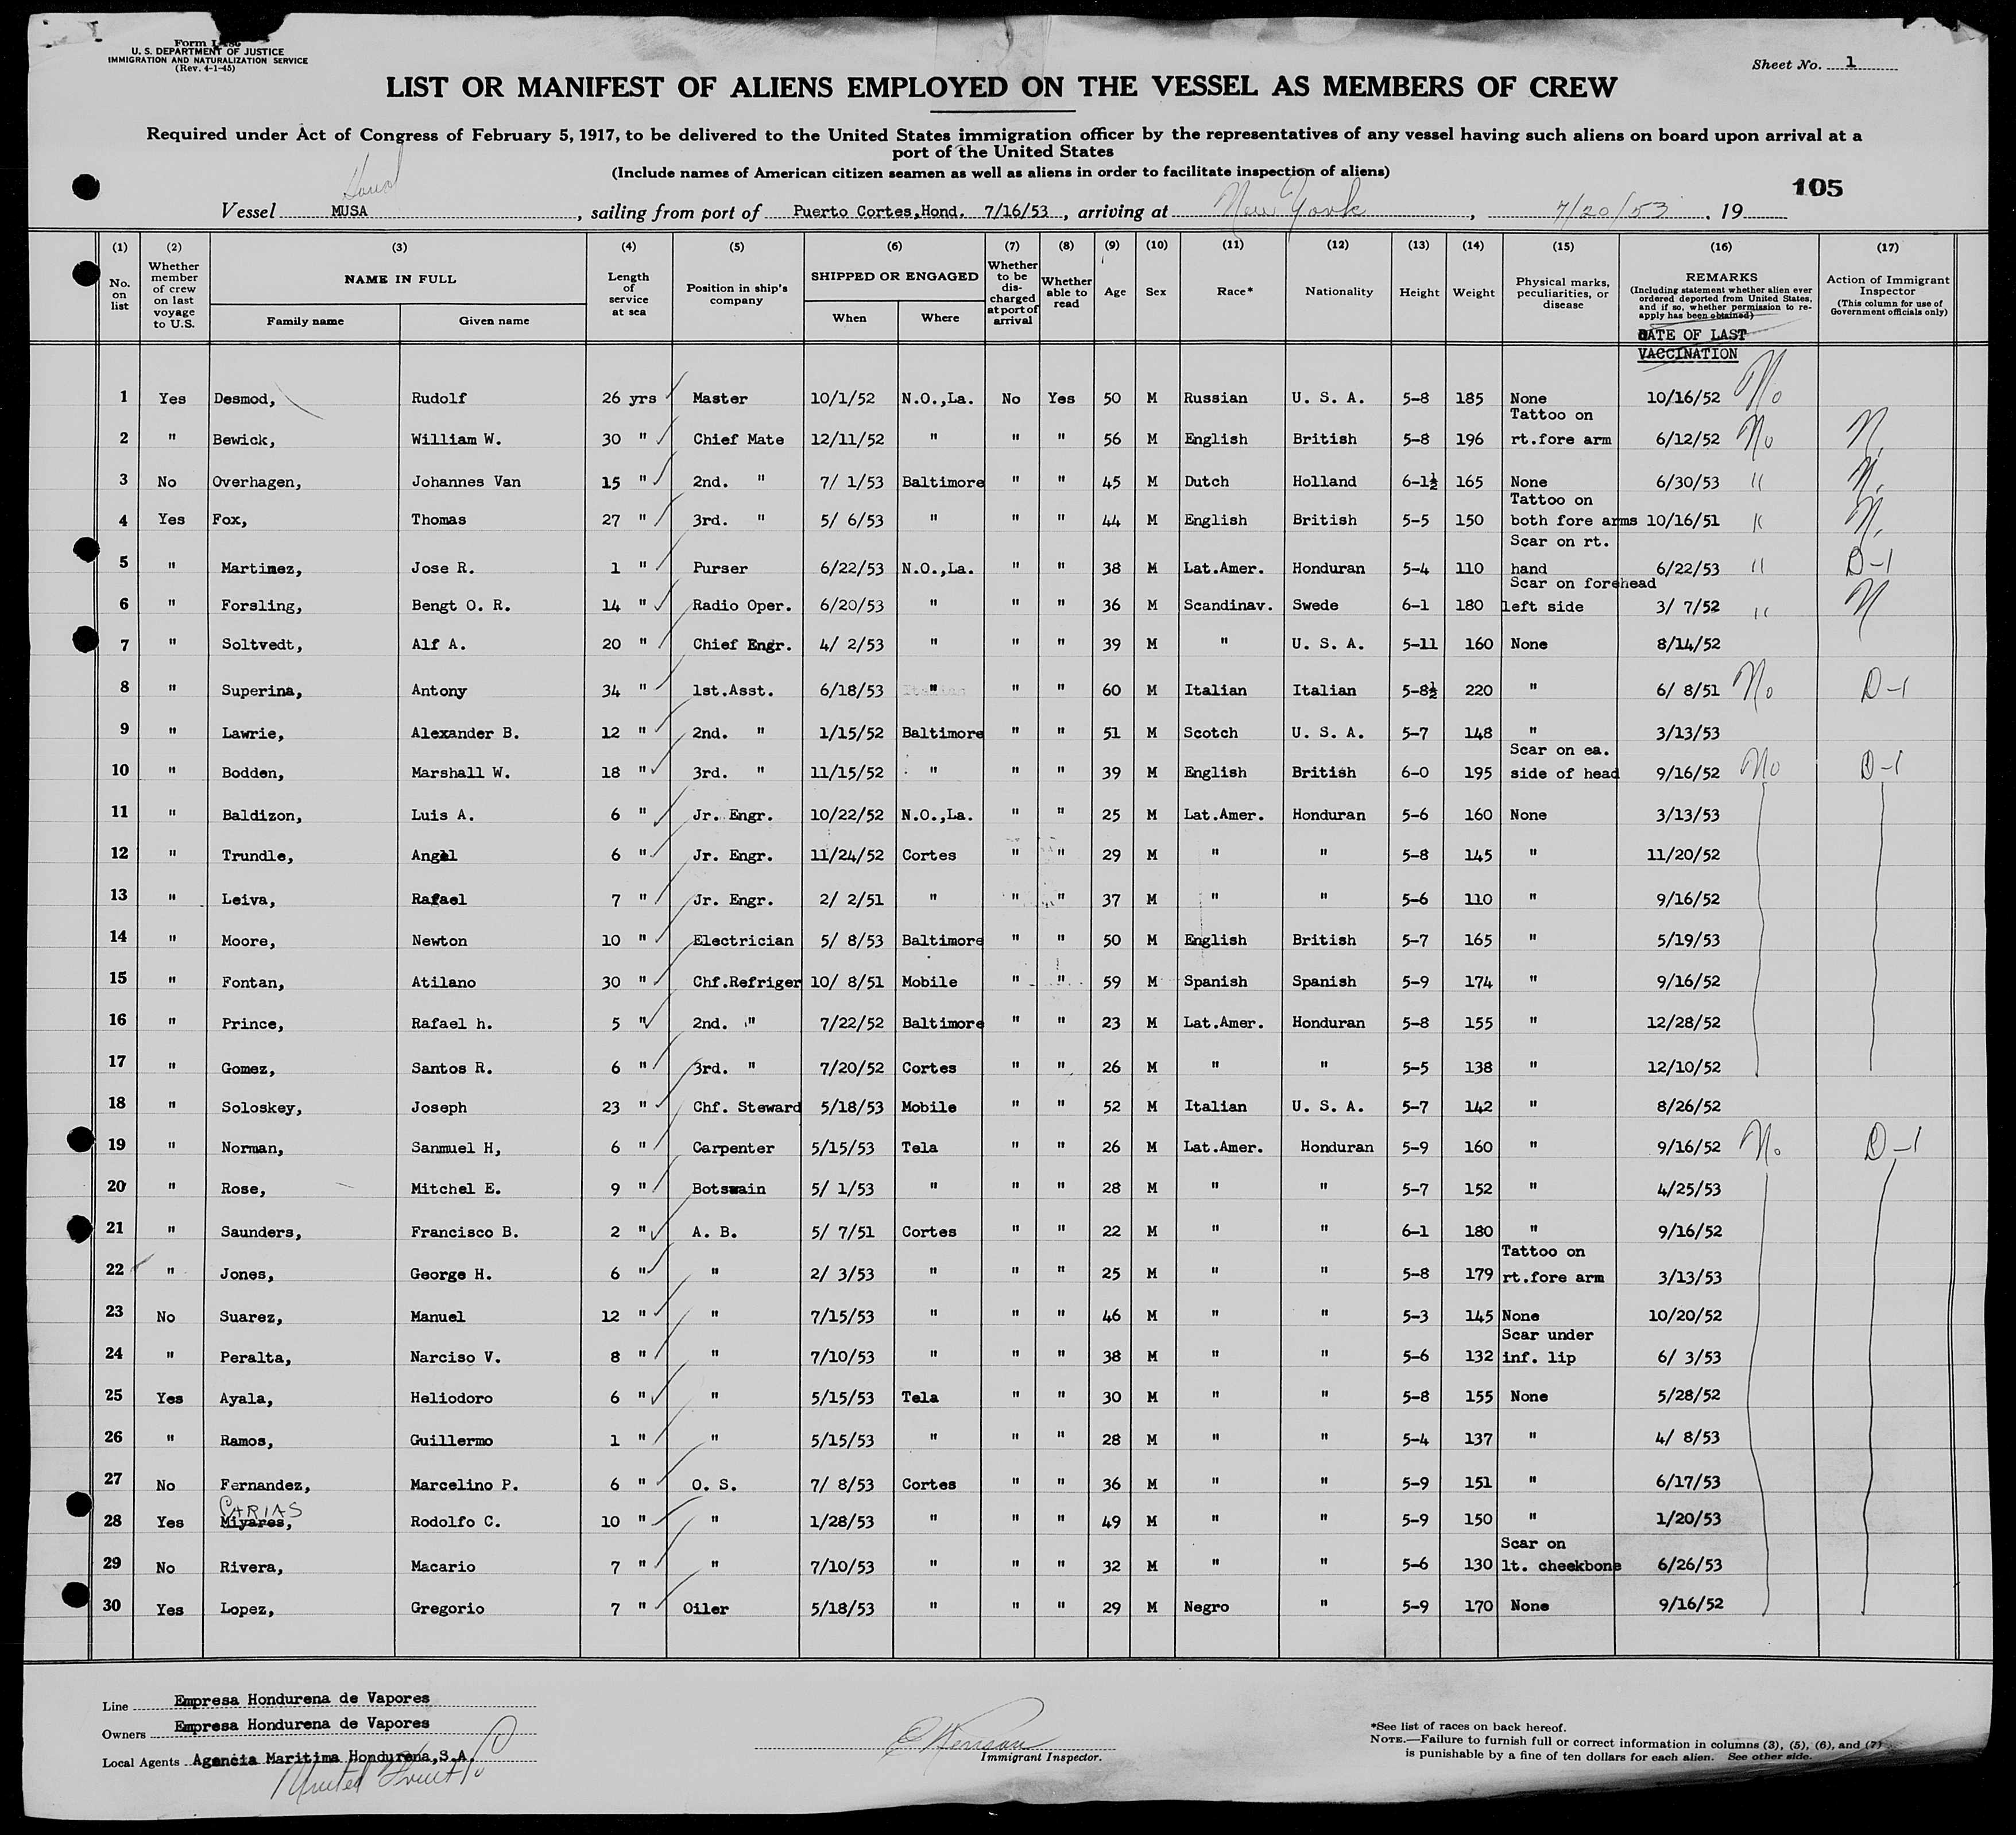 Form
U. S. DEPARTMENT OF JUSTICE
IMMIGRATION AND NATURALIZATION SERVICE
(Rev. 4-1-45)
Sheet No. 1
LIST OR MANIFEST OF ALIENS EMPLOYED ON THE VESSEL AS MEMBERS OF CREW
Required under Act of Congress of February 5, 1917, to be delivered to the United States immigration officer by the representatives of any vessel having such aliens on board upon arrival at a
port of the United States
(Include names of American citizen seamen as well as aliens in order to facilitate inspection of aliens)
105
Vessel MUSA, sailing from port of Puerto Cortes,Hond. 7/16/53, arriving at New York, 7/20/53, 19
(1) (2) (3) (4) (5) (6) (7) (8) (9) (10) (11) (12) (13) (14) (15) (16) (17)
No. on list
Whether member of crew on last voyage to U.S.
NAME IN FULL
Family name
Given name
Length of service at sea
Position in ship's company
SHIPPED OR ENGAGED
When
Where
Whether to be discharged at port of arrival
Whether able to read
Age
Sex
Race*
Nationality
Height
Weight
Physical marks, peculiarities, or disease
REMARKS
(Including statement whether alien ever ordered deported from United States, and if so, whether permission to re-apply has been obtained)
DATE OF LAST
VACCINATION
Action of Immigrant Inspector
(This column for use of Government officials only)
1 Yes Desmod, Rudolf 26 yrs Master 10/1/52 N.O.,La. No Yes 50 M Russian U. S. A. 5-8 185 None 10/16/52 No
2 " Bewick, William W. 30 " Chief Mate 12/11/52 " " " 56 M English British 5-8 196 Tattoo on rt.fore arm 6/12/52 No N.
3 No Overhagen, Johannes Van 15 " 2nd. " 7/ 1/53 Baltimore " " 45 M Dutch Holland 6-1½ 165 None 6/30/53 " N.
4 Yes Fox, Thomas 27 " 3rd. " 5/ 6/53 " " " 44 M English British 5-5 150 Tattoo on both fore arms 10/16/51 " N.
5 " Martinez, Jose R. 1 " Purser 6/22/53 N.O.,La. " " 38 M Lat.Amer. Honduran 5-4 110 Scar on rt. hand 6/22/53 " D-1
6 " Forsling, Bengt O. R. 14 " Radio Oper. 6/20/53 " " " 36 M Scandinav. Swede 6-1 180 Scar on forehead left side 3/ 7/52 " N
7 " Soltvedt, Alf A. 20 " Chief Engr. 4/ 2/53 " " " 39 M " U. S. A. 5-11 160 None 8/14/52
8 " Superina, Antony 34 " 1st.Asst. 6/18/53 " " " 60 M Italian Italian 5-8½ 220 " 6/ 8/51 No D-1
9 " Lawrie, Alexander B. 12 " 2nd. " 1/15/52 Baltimore " " 51 M Scotch U. S. A. 5-7 148 " 3/13/53
10 " Bodden, Marshall W. 18 " 3rd. " 11/15/52 " " " 39 M English British 6-0 195 Scar on ea. side of head 9/16/52 No D-1
11 " Baldizon, Luis A. 6 " Jr. Engr. 10/22/52 N.O.,La. " " 25 M Lat.Amer. Honduran 5-6 160 None 3/13/53
12 " Trundle, Angel 6 " Jr. Engr. 11/24/52 Cortes " " 29 M " " 5-8 145 " 11/20/52
13 " Leiva, Rafael 7 " Jr. Engr. 2/ 2/51 " " " 37 M " " 5-6 110 " 9/16/52
14 " Moore, Newton 10 " Electrician 5/ 8/53 Baltimore " " 50 M English British 5-7 165 " 5/19/53
15 " Fontan, Atilano 30 " Chf.Refriger 10/ 8/51 Mobile " " 59 M Spanish Spanish 5-9 174 " 9/16/52
16 " Prince, Rafael h. 5 " 2nd. " 7/22/52 Baltimore " " 23 M Lat.Amer. Honduran 5-8 155 " 12/28/52
17 " Gomez, Santos R. 6 " 3rd. " 7/20/52 Cortes " " 26 M " " 5-5 138 " 12/10/52
18 " Soloskey, Joseph 23 " Chf. Steward 5/18/53 Mobile " " 52 M Italian U. S. A. 5-7 142 " 8/26/52
19 " Norman, Sanmuel H, 6 " Carpenter 5/15/53 Tela " " 26 M Lat.Amer. Honduran 5-9 160 " 9/16/52 No D-1
20 " Rose, Mitchel E. 9 " Botswain 5/ 1/53 " " " 28 M " " 5-7 152 " 4/25/53
21 " Saunders, Francisco B. 2 " A. B. 5/ 7/51 Cortes " " 22 M " " 6-1 180 " 9/16/52
22 " Jones, George H. 6 " " 2/ 3/53 " " " 25 M " " 5-8 179 Tattoo on rt.fore arm 3/13/53
23 No Suarez, Manuel 12 " " 7/15/53 " " " 46 M " " 5-3 145 None 10/20/52
24 " Peralta, Narciso V. 8 " " 7/10/53 " " " 38 M " " 5-6 132 Scar under inf. lip 6/ 3/53
25 Yes Ayala, Heliodoro 6 " " 5/15/53 Tela " " 30 M " " 5-8 155 None 5/28/52
26 " Ramos, Guillermo 1 " " 5/15/53 " " " 28 M " " 5-4 137 " 4/ 8/53
27 No Fernandez, Marcelino P. 6 " O. S. 7/ 8/53 Cortes " " 36 M " " 5-9 151 " 6/17/53
CARIAS
28 Yes Miyares, Rodolfo C. 10 " " 1/28/53 " " " 49 M " " 5-9 150 " 1/20/53
29 No Rivera, Macario 7 " " 7/10/53 " " " 32 M " " 5-6 130 Scar on lt. cheekbone 6/26/53
30 Yes Lopez, Gregorio 7 " Oiler 5/18/53 " " " 29 M Negro " 5-9 170 None 9/16/52
Line Empresa Hondurena de Vapores
Owners Empresa Hondurena de Vapores
Local Agents Agencia Maritima Hondurena,S.A.
United Fruit Co
Immigrant Inspector.
*See list of races on back hereof.
NOTE.—Failure to furnish full or correct information in columns (3), (5), (6), and (7)
is punishable by a fine of ten dollars for each alien. See other side.